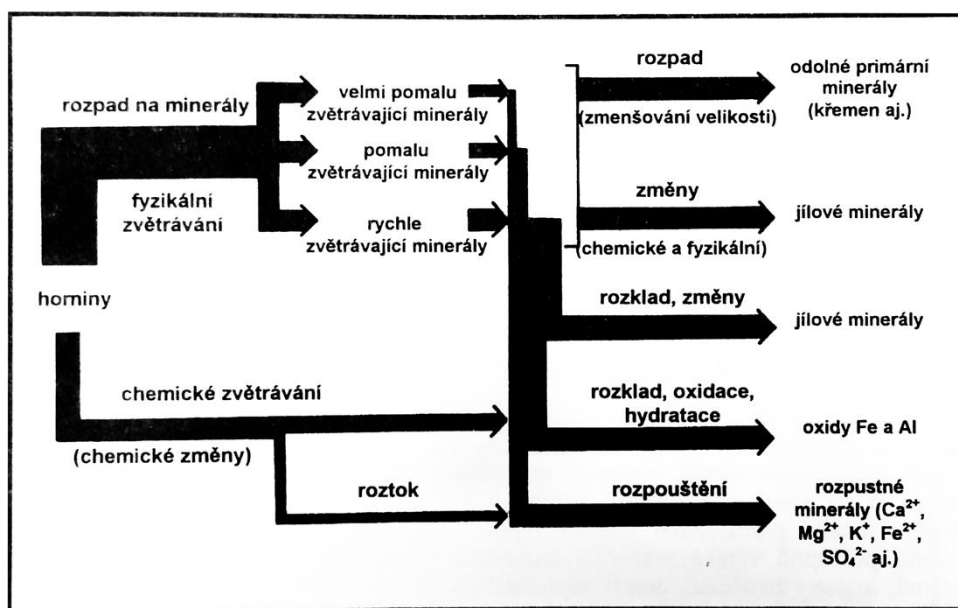 rozpad na minerály
fyzikální
zvětrávání
horniny
chemické zvětrávání
(chemické změny)
roztok
velmi pomalu
zvětrávající minerály
pomalu
zvětrávající minerály
rychle
zvětrávající minerály
rozpad
(zmenšování velikosti)
odolné primární
minerály
(křemen aj.)
změny
(chemické a fyzikální)
jílové minerály
rozklad, změny
jílové minerály
rozklad, oxidace,
hydratace
oxidy Fe a Al
rozpouštění
rozpustné
minerály (Ca²⁺,
Mg²⁺, K⁺, Fe²⁺,
SO₄²⁻ aj.)